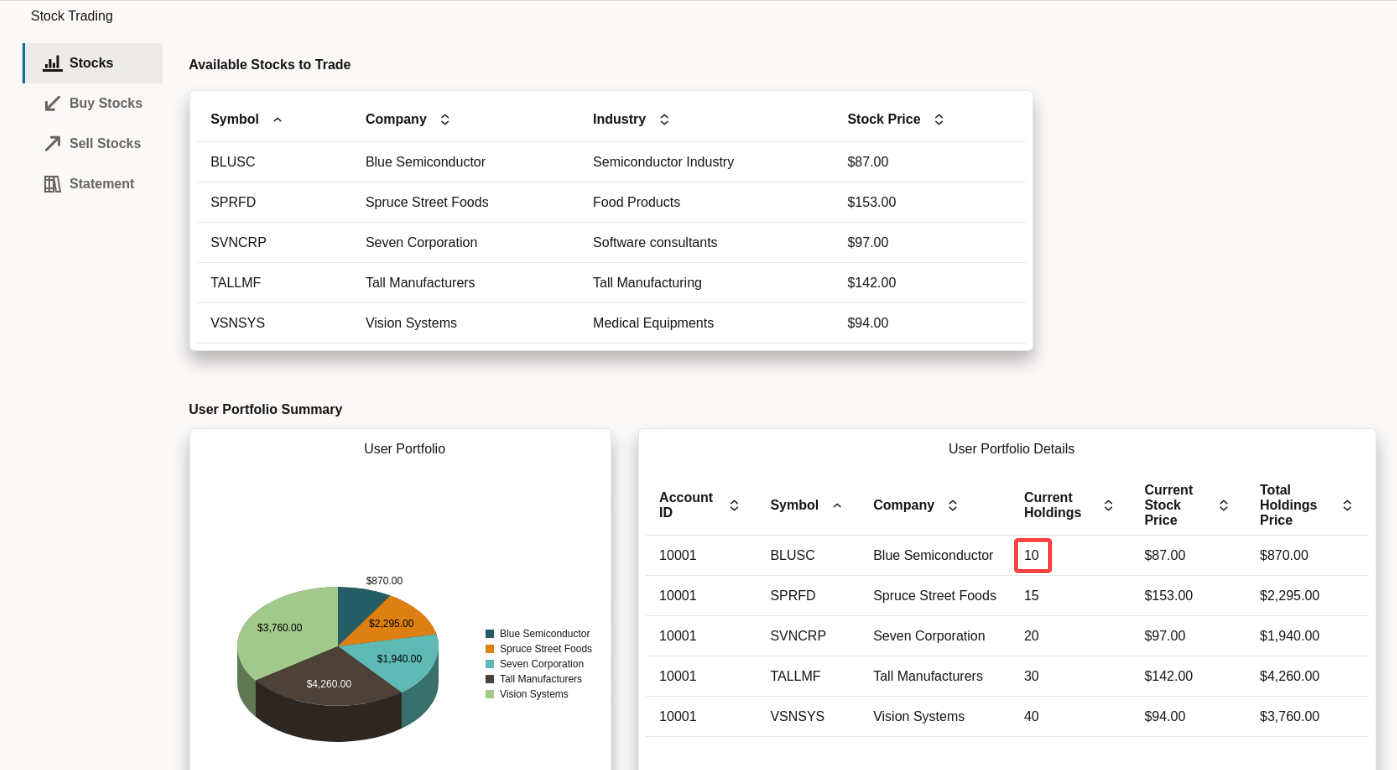 Stock Trading
Stocks
Buy Stocks
Sell Stocks
Statement
Available Stocks to Trade
Symbol Company Industry Stock Price
BLUSC Blue Semiconductor Semiconductor Industry $87.00
SPRFD Spruce Street Foods Food Products $153.00
SVNCRP Seven Corporation Software consultants $97.00
TALLMF Tall Manufacturers Tall Manufacturing $142.00
VSNSYS Vision Systems Medical Equipments $94.00
User Portfolio Summary
User Portfolio
$870.00
$2,295.00
$3,760.00
$1,940.00
$4,260.00
Blue Semiconductor
Spruce Street Foods
Seven Corporation
Tall Manufacturers
Vision Systems
User Portfolio Details
Account ID Symbol Company Current Holdings Current Stock Price Total Holdings Price
10001 BLUSC Blue Semiconductor 10 $87.00 $870.00
10001 SPRFD Spruce Street Foods 15 $153.00 $2,295.00
10001 SVNCRP Seven Corporation 20 $97.00 $1,940.00
10001 TALLMF Tall Manufacturers 30 $142.00 $4,260.00
10001 VSNSYS Vision Systems 40 $94.00 $3,760.00